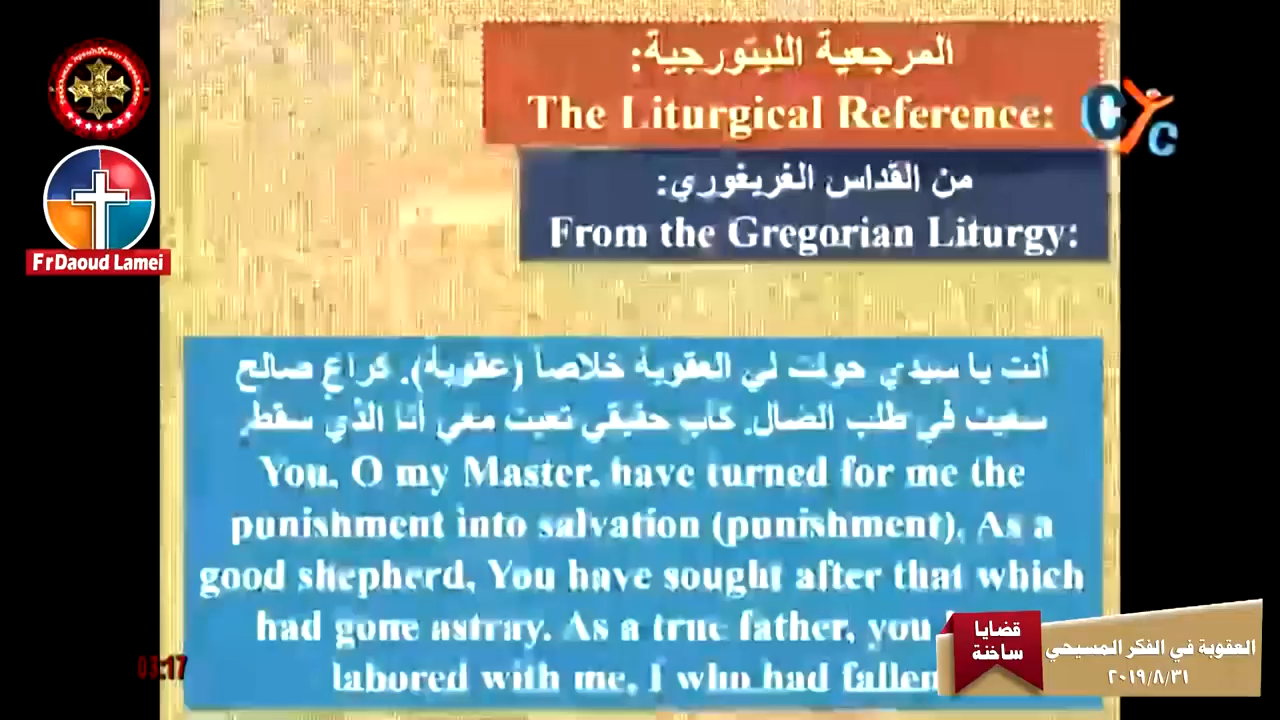 المرجعية الليتورجية:
The Liturgical Reference:
CYC
من القداس الغريغوري:
From the Gregorian Liturgy:
FrDaoud Lamei
أنت يا سيدي حولت لي العقوبة خلاصاً (عقوبة). كراعٍ صالح
سعيت في طلب الضال. كأب حقيقي تعبت معي أنا الذي سقط.
You, O my Master, have turned for me the
punishment into salvation (punishment), As a
good shepherd, You have sought after that which
had gone astray. As a true father, you
labored with me, I who had fallen
03:17
قضايا
ساخنة
العقوبة في الفكر المسيحي
٢٠١٩/٨/٣١